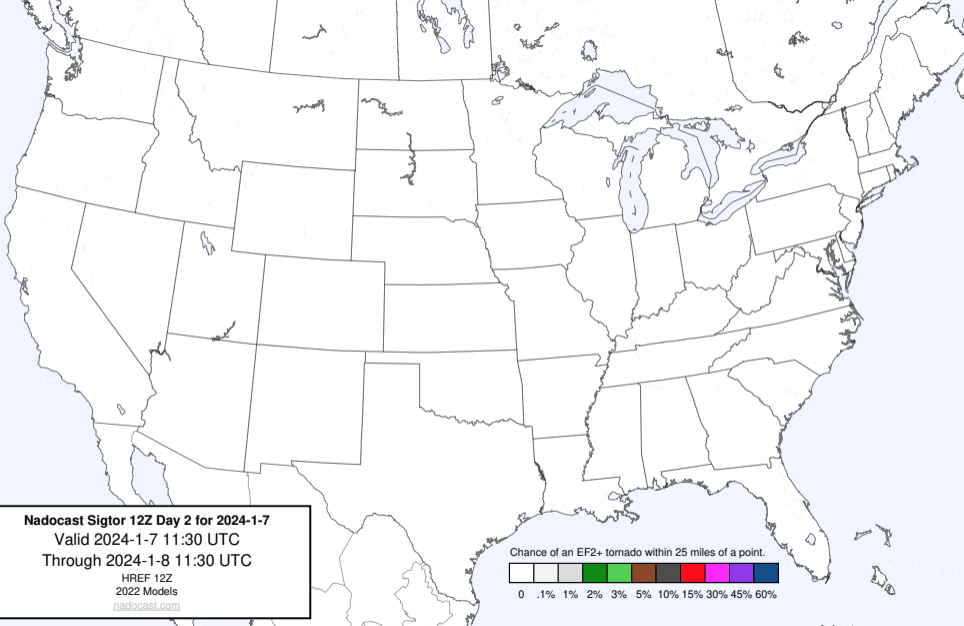 Nadocast Sigtor 12Z Day 2 for 2024-1-7
Valid 2024-1-7 11:30 UTC
Through 2024-1-8 11:30 UTC
HREF 12Z
2022 Models
nadocast.com
Chance of an EF2+ tornado within 25 miles of a point.
0 .1% 1% 2% 3% 5% 10% 15% 30% 45% 60%